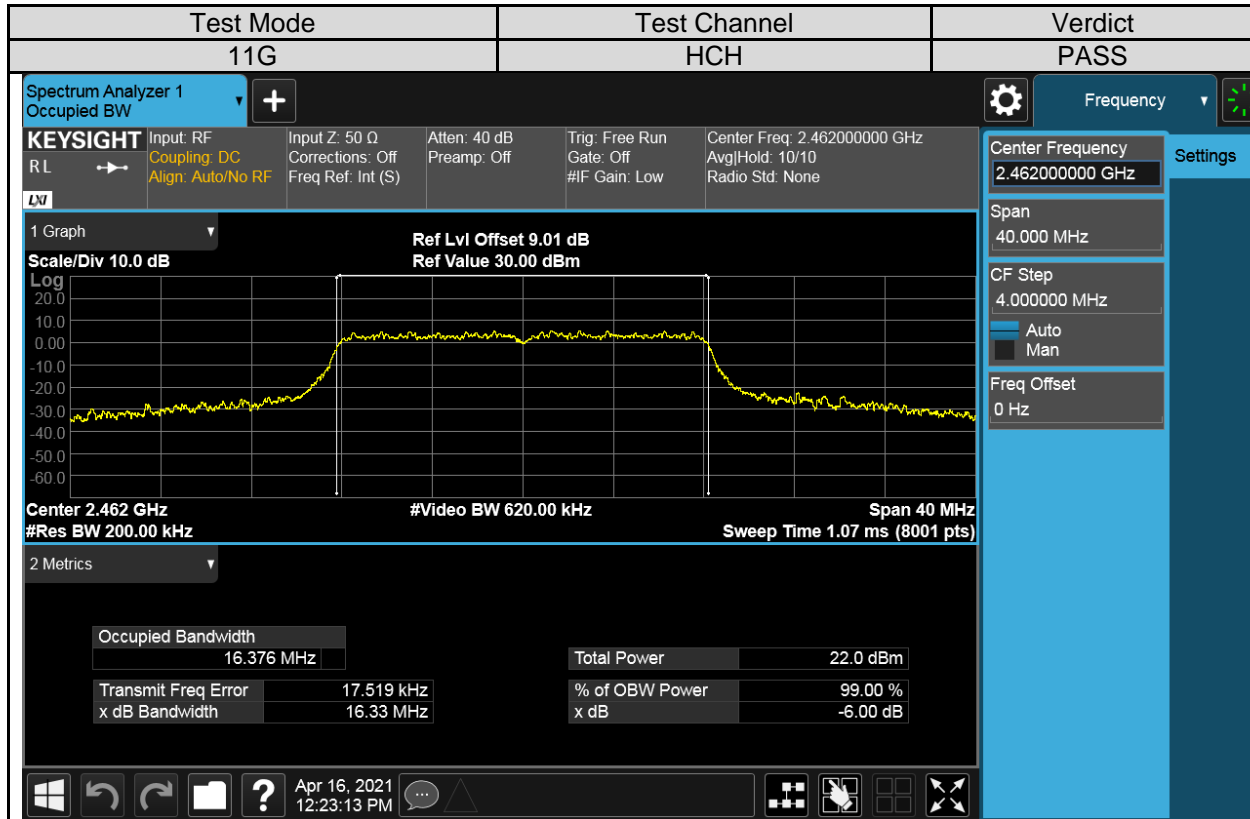 Test Mode Test Channel Verdict
11G HCH PASS
Spectrum Analyzer 1
Occupied BW
Frequency
KEYSIGHT
RL
LXI
Input: RF
Coupling: DC
Align: Auto/No RF
Input Z: 50 Ω
Corrections: Off
Freq Ref: Int (S)
Atten: 40 dB
Preamp: Off
Trig: Free Run
Gate: Off
#IF Gain: Low
Center Freq: 2.462000000 GHz
Avg|Hold: 10/10
Radio Std: None
Center Frequency
2.462000000 GHz
Settings
Span
40.000 MHz
CF Step
4.000000 MHz
Auto
Man
Freq Offset
0 Hz
1 Graph
Scale/Div 10.0 dB
Ref Lvl Offset 9.01 dB
Ref Value 30.00 dBm
Log
20.0
10.0
0.00
-10.0
-20.0
-30.0
-40.0
-50.0
-60.0
Center 2.462 GHz #Video BW 620.00 kHz Span 40 MHz
#Res BW 200.00 kHz Sweep Time 1.07 ms (8001 pts)
2 Metrics
Occupied Bandwidth
16.376 MHz
Total Power 22.0 dBm
Transmit Freq Error 17.519 kHz % of OBW Power 99.00 %
x dB Bandwidth 16.33 MHz x dB -6.00 dB
?
Apr 16, 2021
12:23:13 PM